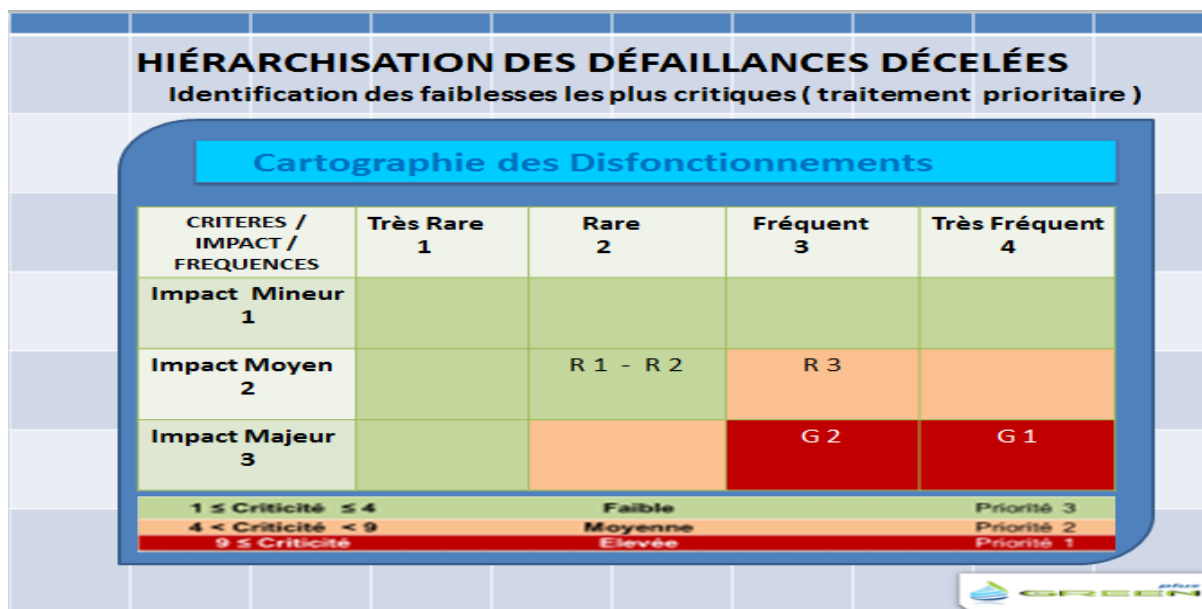 HIÉRARCHISATION DES DÉFAILLANCES DÉCELÉES
Identification des faiblesses les plus critiques ( traitement prioritaire )
Cartographie des Disfonctionnements
CRITERES /
IMPACT /
FREQUENCES
Très Rare
1
Rare
2
Fréquent
3
Très Fréquent
4
Impact Mineur
1
Impact Moyen
2
R 1 - R 2
R 3
Impact Majeur
3
G 2
G 1
1 ≤ Criticité ≤ 4 Faible Priorité 3
4 < Criticité < 9 Moyenne Priorité 2
9 ≤ Criticité Elevée Priorité 1
plus
GREEN